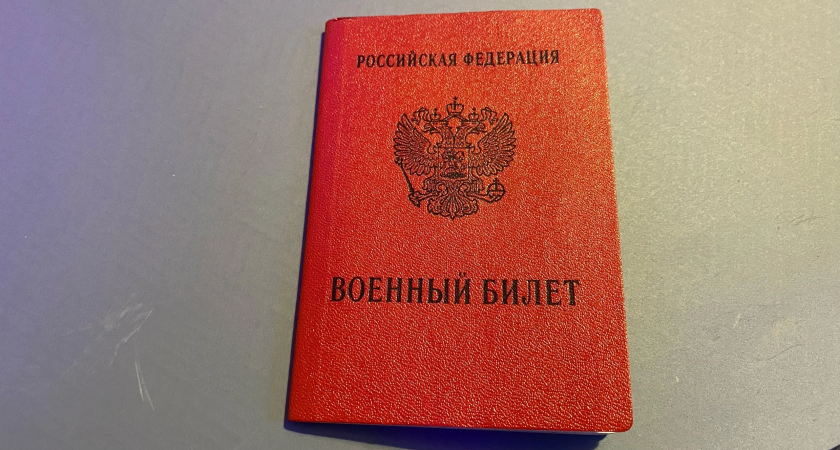 РОССИЙСКАЯ ФЕДЕРАЦИЯ
ВОЕННЫЙ БИЛЕТ